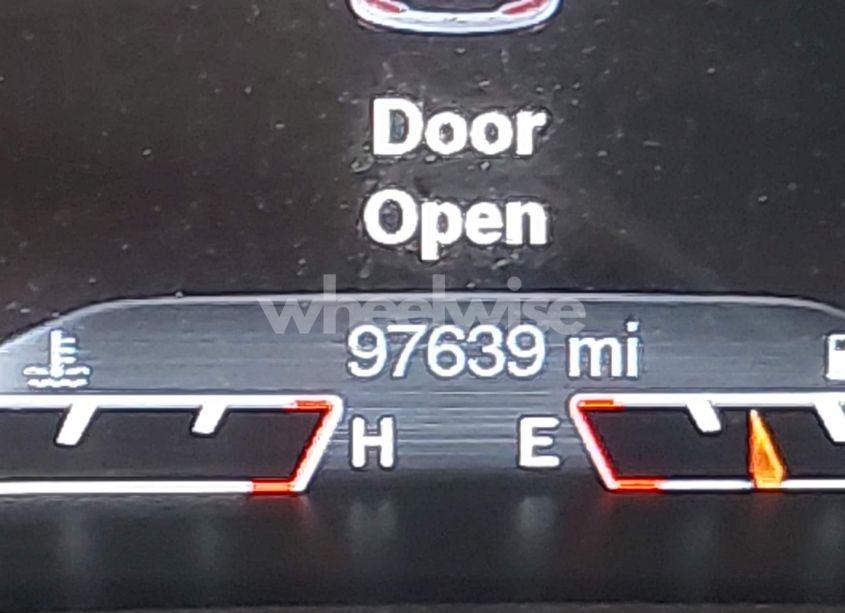 Door
Open
wheelwise
97639 mi
H E